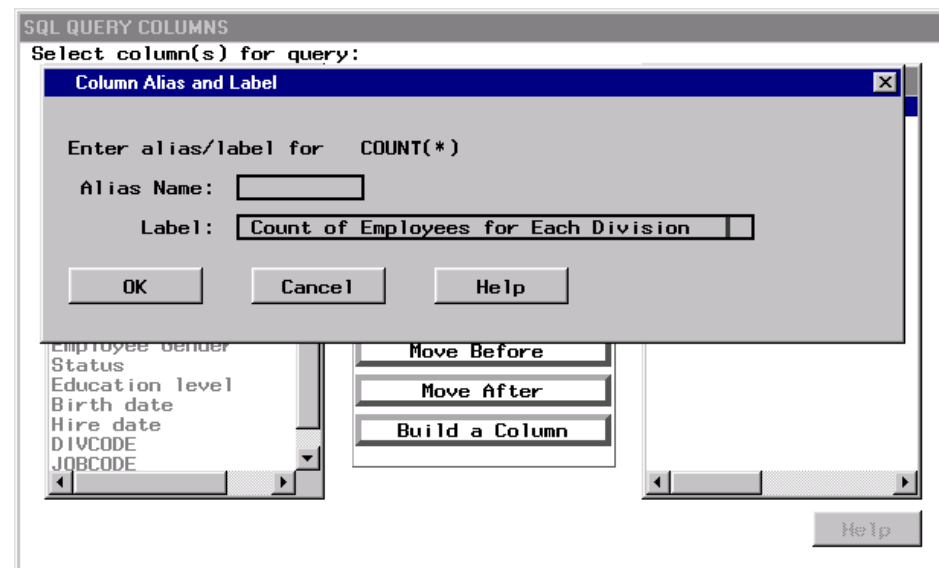 SQL QUERY COLUMNS
Select column(s) for query:
Column Alias and Label
Enter alias/label for COUNT(*)
Alias Name:
Label: Count of Employees for Each Division
OK Cancel Help
Employee Gender
Status
Education level
Birth date
Hire date
DIVCODE
JOBCODE
Move Before
Move After
Build a Column
Help